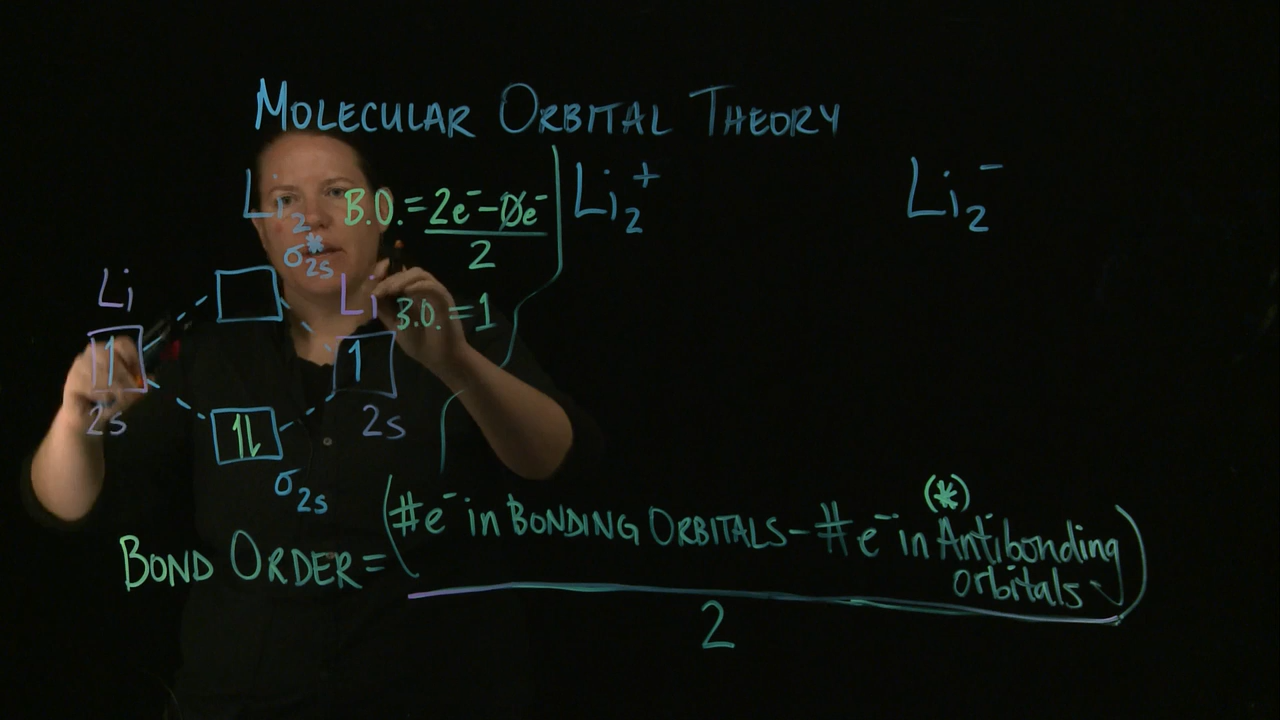 MOLECULAR ORBITAL THEORY
Li₂ B.O. = 2e⁻ − 0e⁻ Li₂⁺ Li₂⁻
2
σ*₂s
Li Li B.O. = 1
1 1
2s 1⇂ 2s
σ₂s
BOND ORDER = (#e⁻ in BONDING ORBITALS − #e⁻ in (*) Antibonding
orbitals)
2